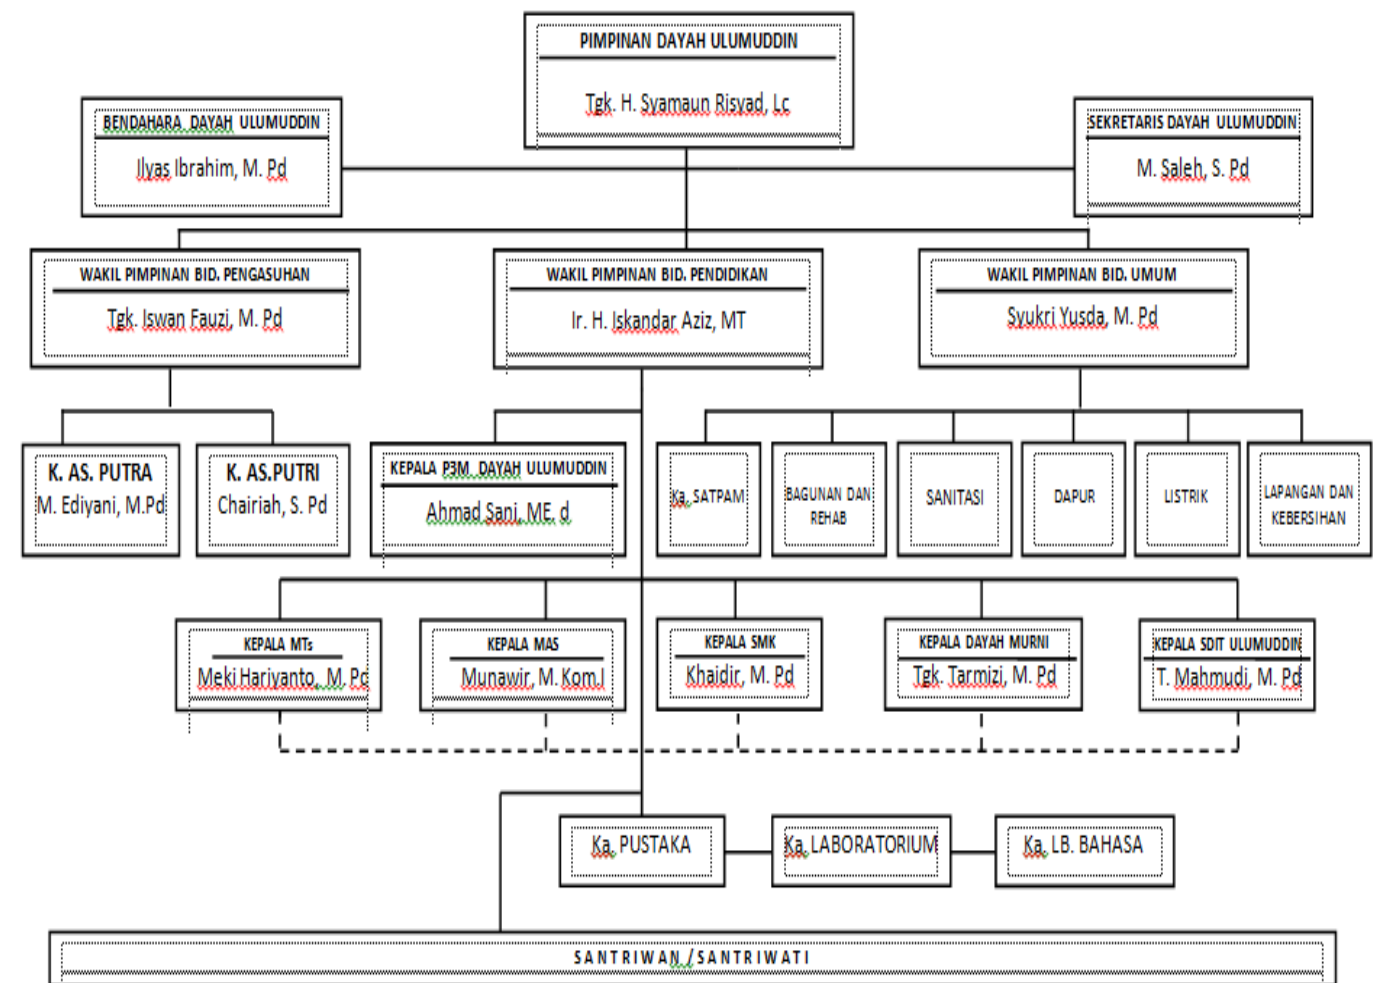 PIMPINAN DAYAH ULUMUDDIN
Tgk. H. Syamaun Risyad, Lc
BENDAHARA DAYAH ULUMUDDIN
Ilyas Ibrahim, M. Pd
SEKRETARIS DAYAH ULUMUDDIN
M. Saleh, S. Pd
WAKIL PIMPINAN BID. PENGASUHAN
Tgk. Iswan Fauzi, M. Pd
WAKIL PIMPINAN BID. PENDIDIKAN
Ir. H. Iskandar Aziz, MT
WAKIL PIMPINAN BID. UMUM
Syukri Yusda, M. Pd
K. AS. PUTRA
M. Ediyani, M.Pd
K. AS.PUTRI
Chairiah, S. Pd
KEPALA P3M DAYAH ULUMUDDIN
Ahmad Sani, ME. d
Ka. SATPAM
BAGUNAN DAN
REHAB
SANITASI
DAPUR
LISTRIK
LAPANGAN DAN
KEBERSIHAN
KEPALA MTs
Meki Hariyanto, M. Pd
KEPALA MAS
Munawir, M. Kom.I
KEPALA SMK
Khaidir, M. Pd
KEPALA DAYAH MURNI
Tgk. Tarmizi, M. Pd
KEPALA SDIT ULUMUDDIN
T. Mahmudi, M. Pd
Ka. PUSTAKA
Ka. LABORATORIUM
Ka. LB. BAHASA
SANTRIWAN / SANTRIWATI